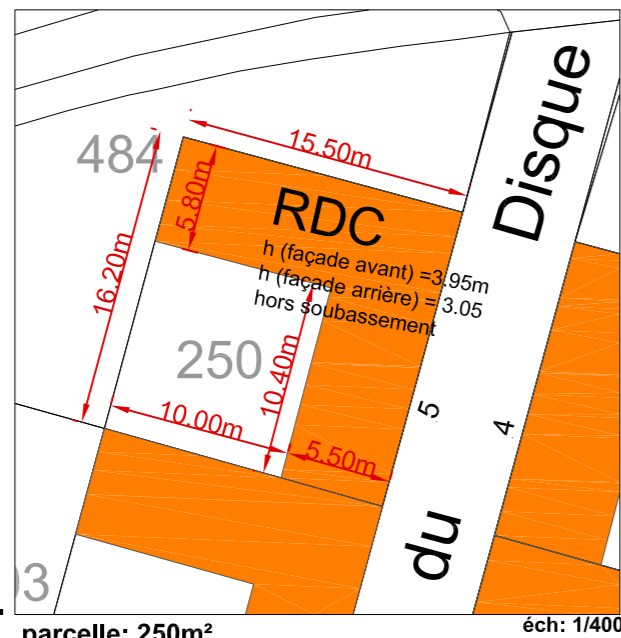 484
15.50m
5.80m
RDC
h (façade avant) =3.95m
h (façade arrière) = 3.05
hors soubassement
16.20m
250
10.40m
10.00m
5.50m
5
4
Disque
du
parcelle: 250m²
éch: 1/400